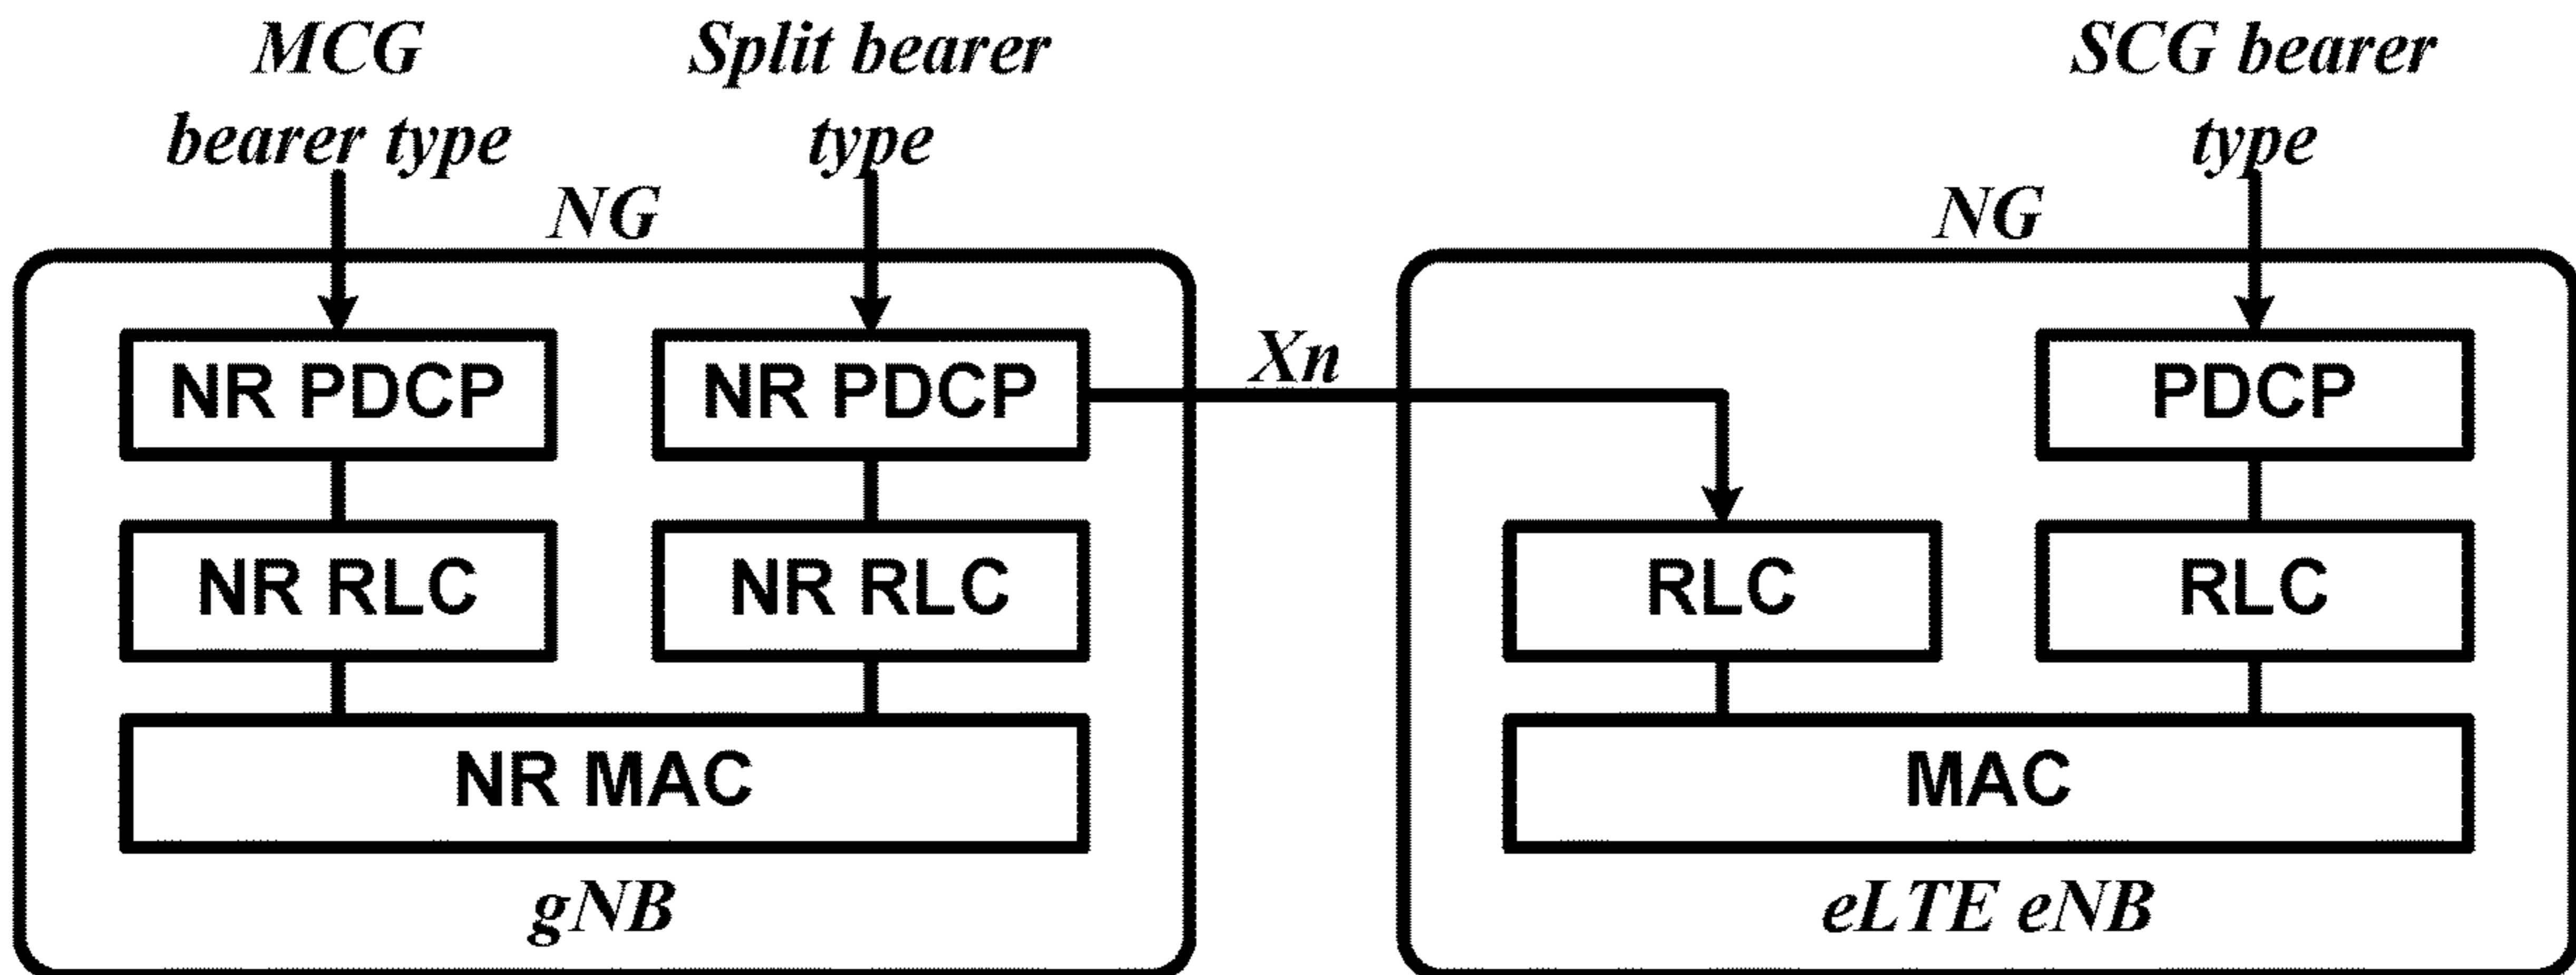 MCG
bearer type
Split bearer
type
SCG bearer
type
NG
NG
Xn
NR PDCP
NR PDCP
PDCP
NR RLC
NR RLC
RLC
RLC
NR MAC
MAC
gNB
eLTE eNB